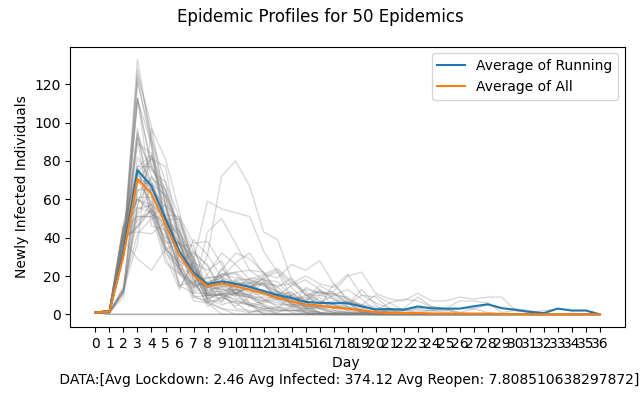 Epidemic Profiles for 50 Epidemics
Average of Running
Average of All
Newly Infected Individuals
120
100
80
60
40
20
0
0 1 2 3 4 5 6 7 8 9 10 11 12 13 14 15 16 17 18 19 20 21 22 23 24 25 26 27 28 29 30 31 32 33 34 35 36
Day
DATA:[Avg Lockdown: 2.46 Avg Infected: 374.12 Avg Reopen: 7.808510638297872]